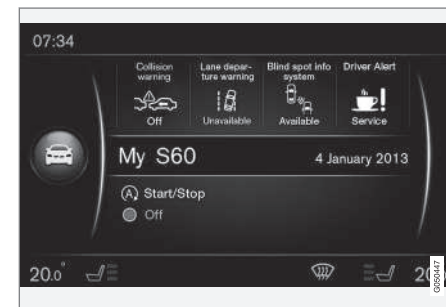 07:34
Collision warning
Lane depar-
ture warning
Blind spot info system
Driver Alert
Off
Unavailable
Available
Service
My S60
4 January 2013
A Start/Stop
Off
20.0°
20
G050447